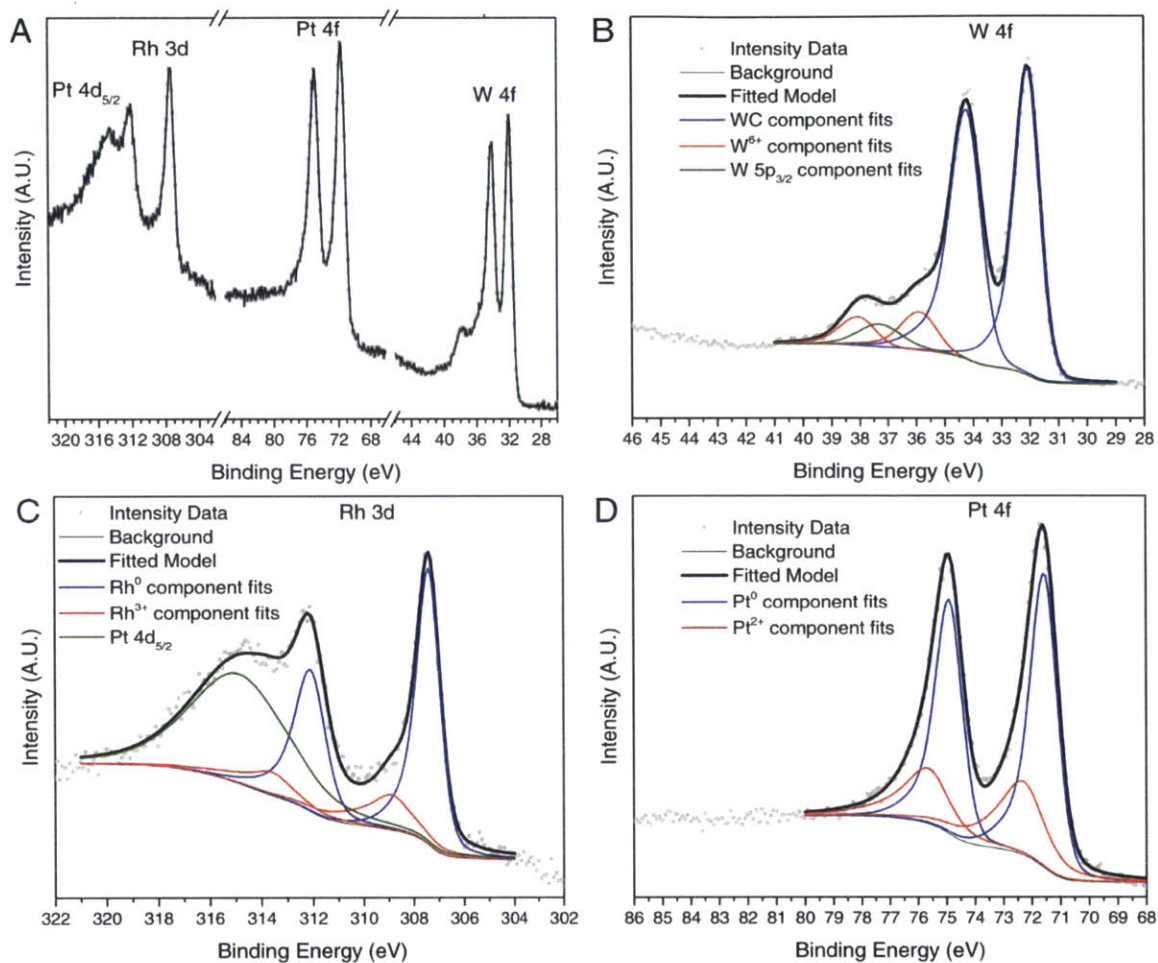 A
Pt 4f
Rh 3d
Pt 4d5/2
W 4f
Intensity (A.U.)
320 316 312 308 304 84 80 76 72 68 44 40 36 32 26
Binding Energy (eV)
B
W 4f
Intensity Data
Background
Fitted Model
WC component fits
W6+ component fits
W 5p3/2 component fits
Intensity (A.U.)
46 45 44 43 42 41 40 39 38 37 36 35 34 33 32 31 30 29 28
Binding Energy (eV)
C
Rh 3d
Intensity Data
Background
Fitted Model
Rh0 component fits
Rh3+ component fits
Pt 4d5/2
Intensity (A.U.)
322 320 318 316 314 312 310 308 306 304 302
Binding Energy (eV)
D
Pt 4f
Intensity Data
Background
Fitted Model
Pt0 component fits
Pt2+ component fits
Intensity (A.U.)
86 85 84 83 82 81 80 79 78 77 76 75 74 73 72 71 70 69 68
Binding Energy (eV)